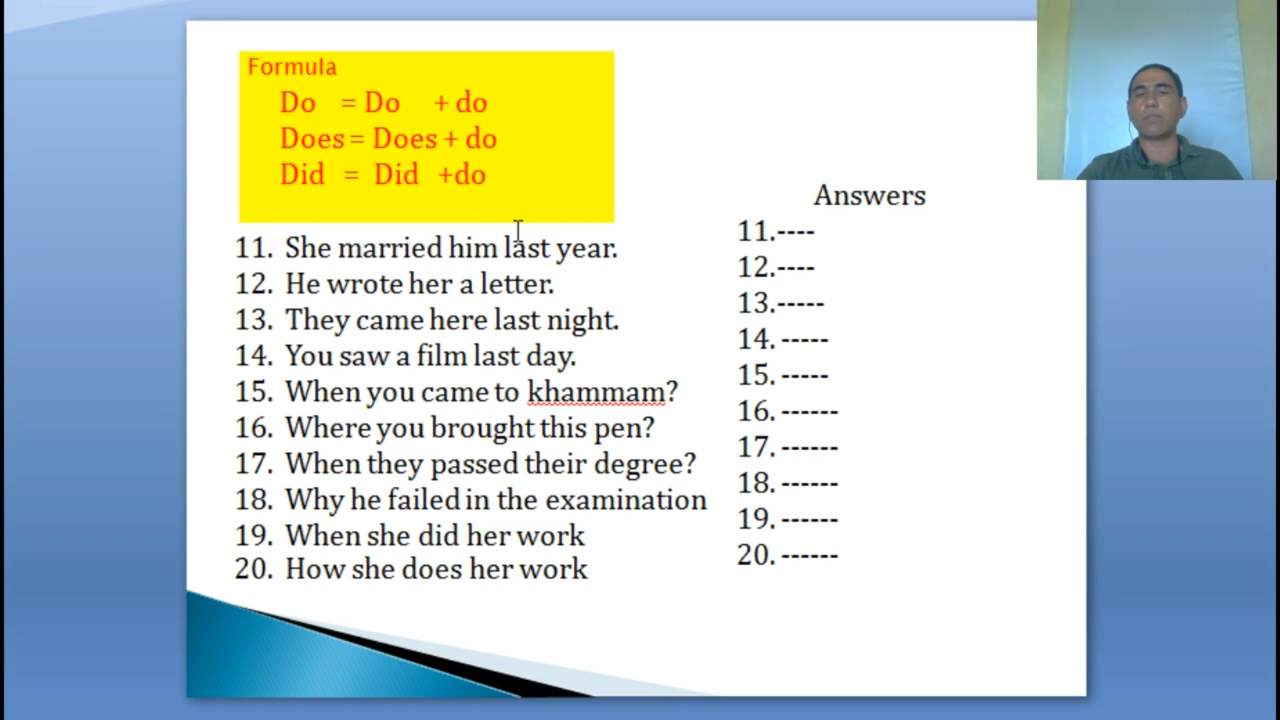 Formula
Do = Do + do
Does = Does + do
Did = Did +do
11. She married him last year.
12. He wrote her a letter.
13. They came here last night.
14. You saw a film last day.
15. When you came to khammam?
16. Where you brought this pen?
17. When they passed their degree?
18. Why he failed in the examination
19. When she did her work
20. How she does her work
Answers
11.----
12.----
13.-----
14. -----
15. -----
16. ------
17. ------
18. ------
19. ------
20. ------